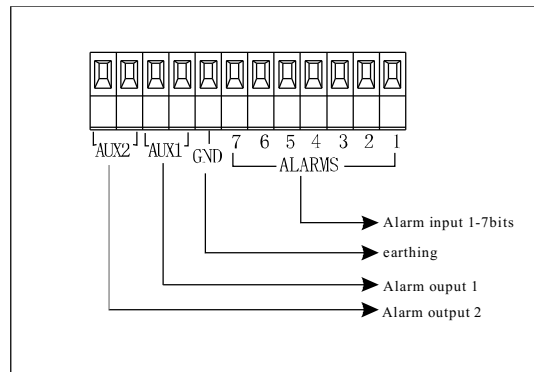 7 6 5 4 3 2 1
AUX2 AUX1 GND
ALARMS
Alarm input 1-7bits
earthing
Alarm ouput 1
Alarm output 2